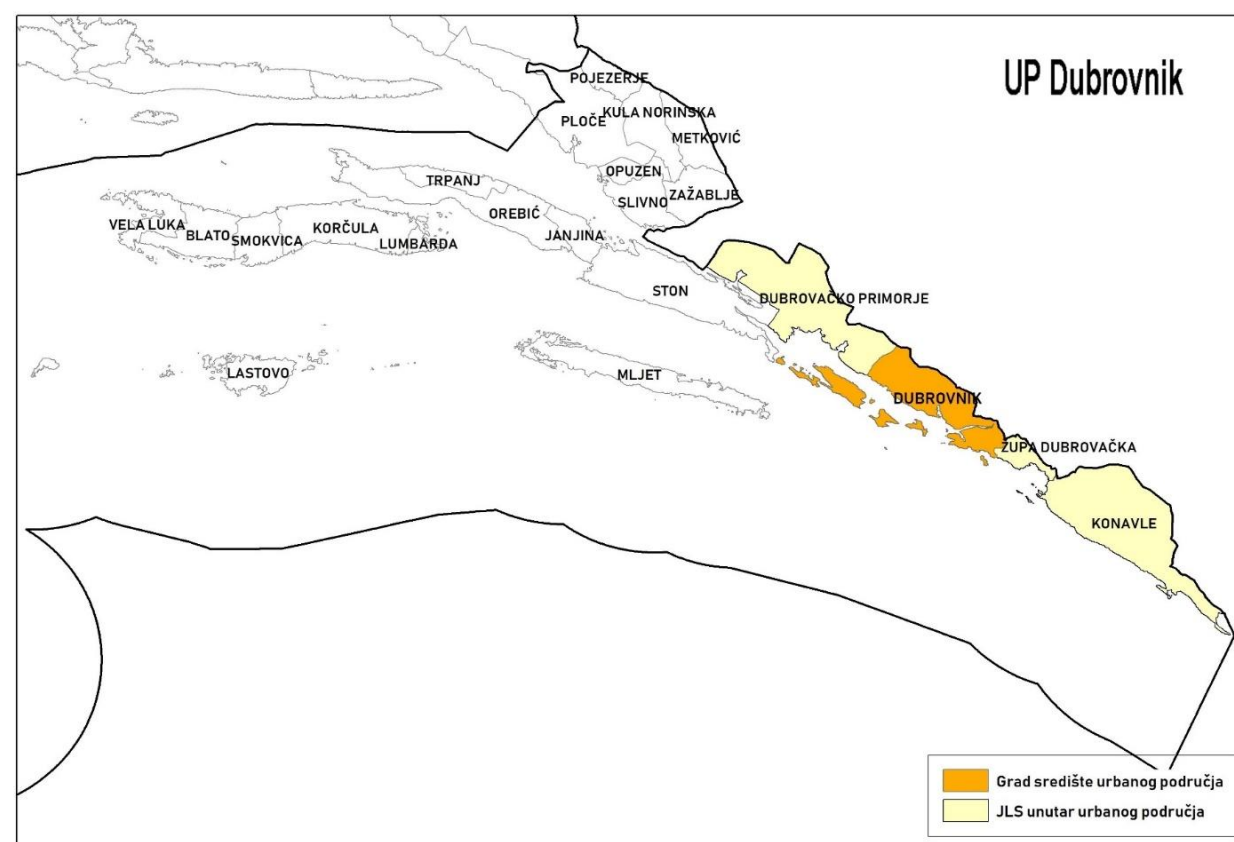 UP Dubrovnik
POJEZERJE
KULA NORINSKA
PLOČE
METKOVIĆ
OPUZEN
TRPANJ
ZAŽABLJE
SLIVNO
OREBIĆ
VELA LUKA
BLATO
SMOKVICA
KORČULA
LUMBARDA
JANJINA
STON
DUBROVAČKO PRIMORJE
LASTOVO
MLJET
DUBROVNIK
ŽUPA DUBROVAČKA
KONAVLE
Grad središte urbanog područja
JLS unutar urbanog područja